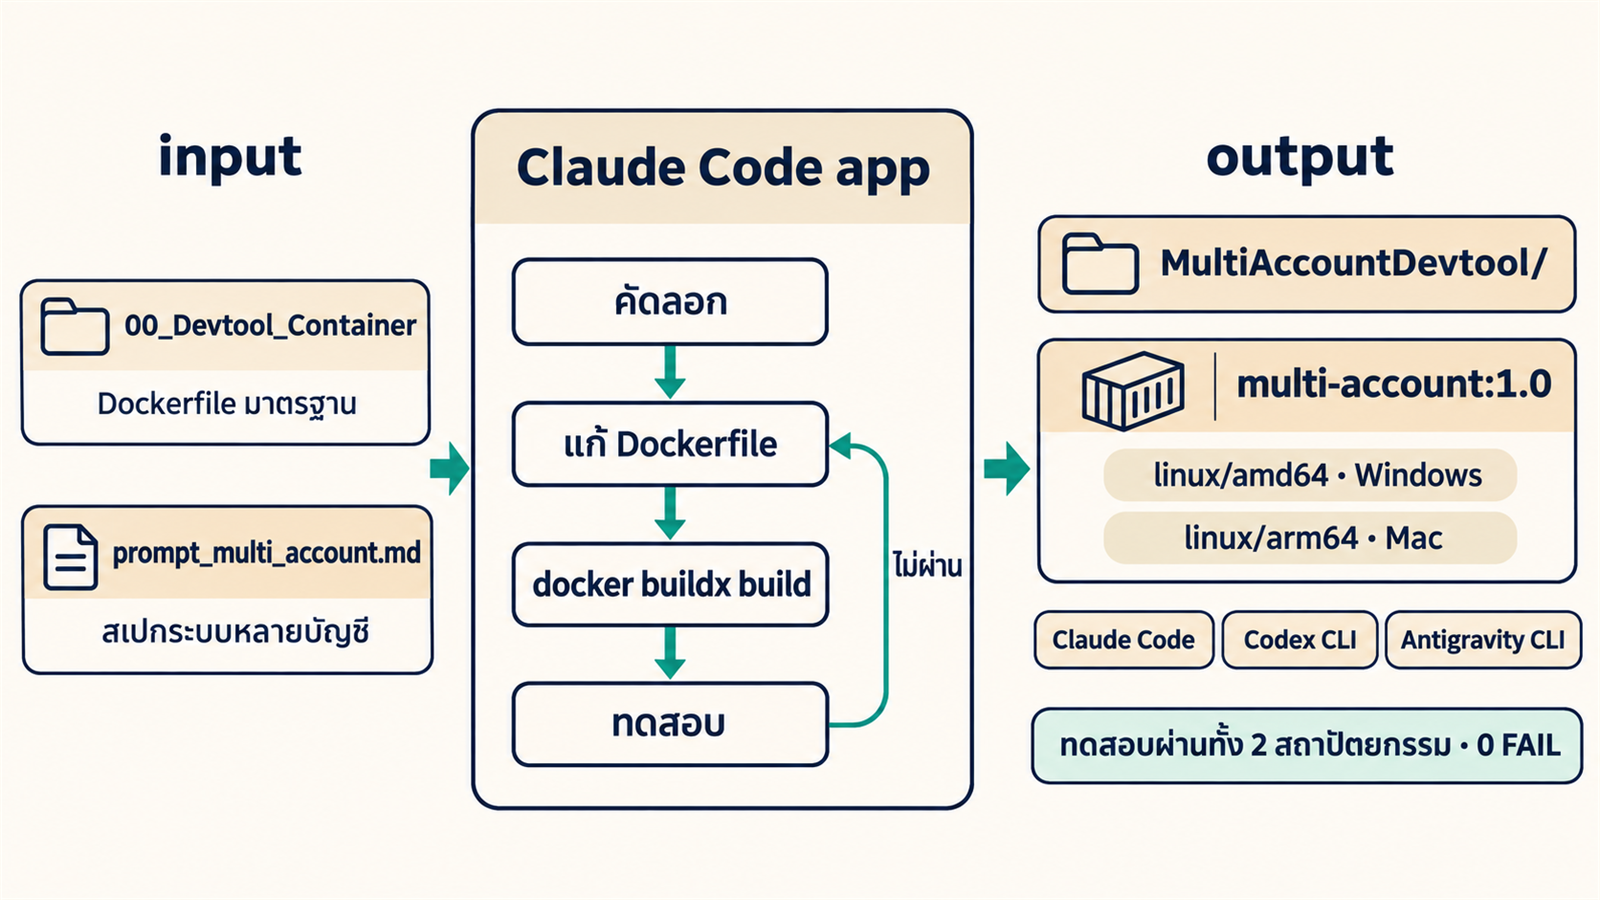 input
00_Devtool_Container
Dockerfile มาตรฐาน
prompt_multi_account.md
สเปกระบบหลายบัญชี
Claude Code app
คัดลอก
แก้ Dockerfile
docker buildx build
ไม่ผ่าน
ทดสอบ
output
MultiAccountDevtool/
multi-account:1.0
linux/amd64 • Windows
linux/arm64 • Mac
Claude Code
Codex CLI
Antigravity CLI
ทดสอบผ่านทั้ง 2 สถาปัตยกรรม • 0 FAIL